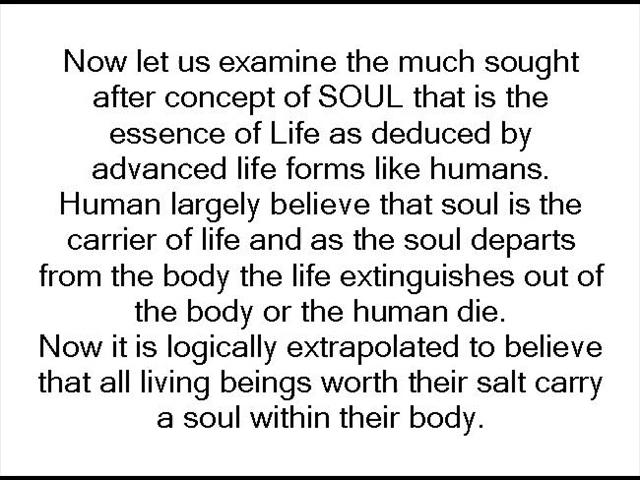 Now let us examine the much sought
after concept of SOUL that is the
essence of Life as deduced by
advanced life forms like humans.
Human largely believe that soul is the
carrier of life and as the soul departs
from the body the life extinguishes out of
the body or the human die.
Now it is logically extrapolated to believe
that all living beings worth their salt carry
a soul within their body.